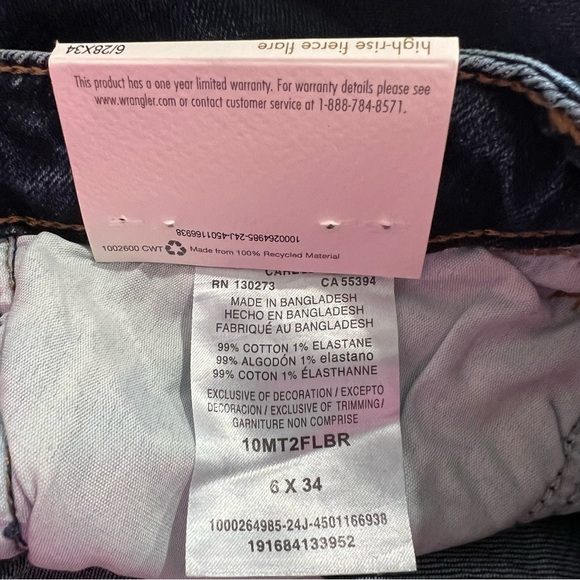 high-rise fierce flare
6/28X34
This product has a one year limited warranty. For warranty details please see
www.wrangler.com or contact customer service at 1-888-784-8571.
1000264985-24J-4501166938
1002600 CWT Made from 100% Recycled Material
RN 130273 CA 55394
MADE IN BANGLADESH
HECHO EN BANGLADESH
FABRIQUÉ AU BANGLADESH
99% COTTON 1% ELASTANE
99% ALGODÓN 1% elastano
99% COTON 1% ÉLASTHANNE
EXCLUSIVE OF DECORATION / EXCEPTO
DECORACION / EXCLUSIVE OF TRIMMING/
GARNITURE NON COMPRISE
10MT2FLBR
6 X 34
1000264985-24J-4501166938
191684133952